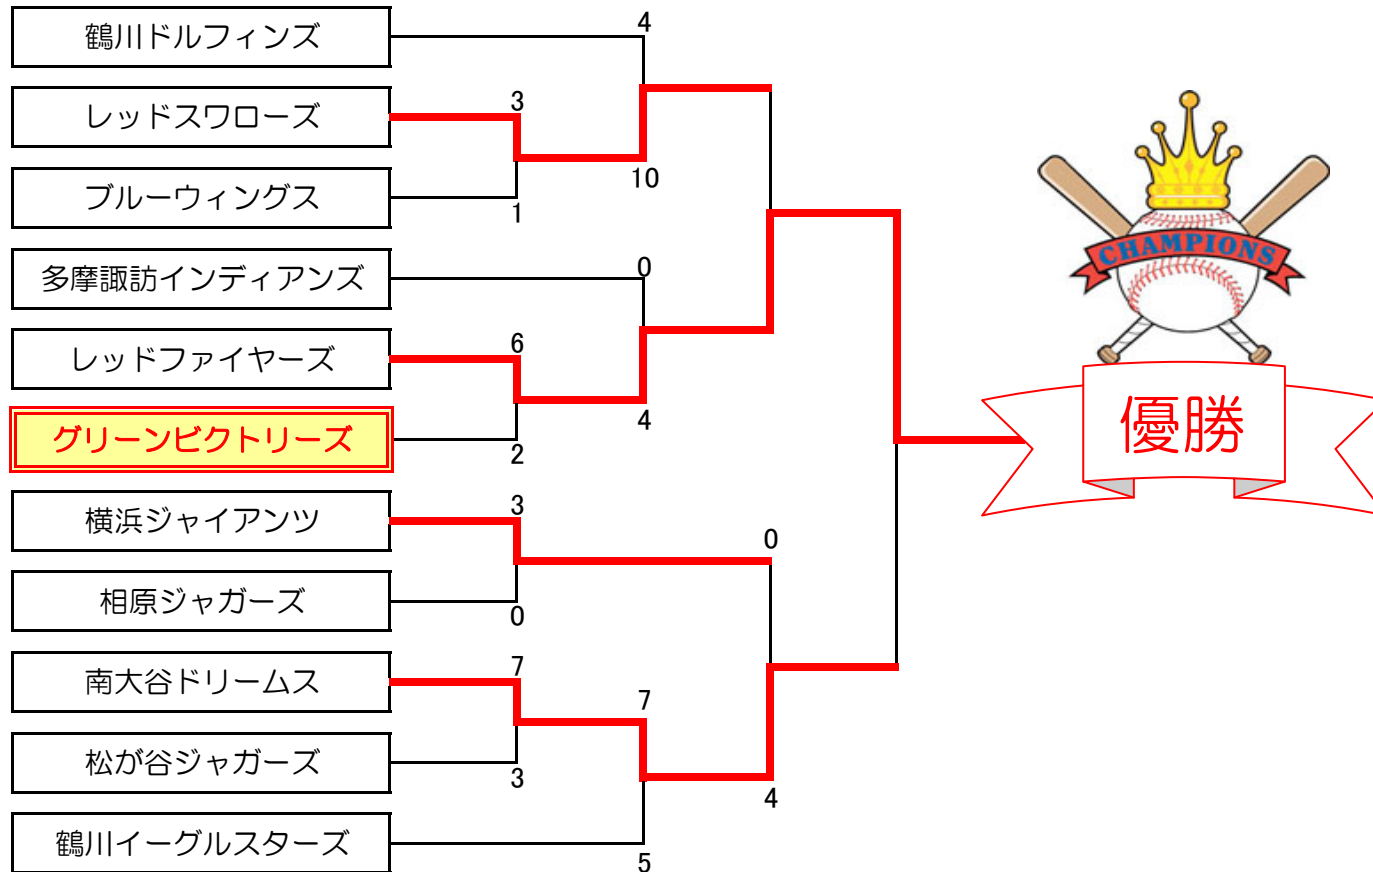 鶴川ドルフィンズ
4
レッドスワローズ
3
10
ブルーウィングス
1
多摩諏訪インディアンズ
0
レッドファイヤーズ
6
4
グリーンビクトリーズ
2
横浜ジャイアンツ
3
0
相原ジャガーズ
0
南大谷ドリームス
7
7
松が谷ジャガーズ
3
4
鶴川イーグルスターズ
5
CHAMPIONS
優勝